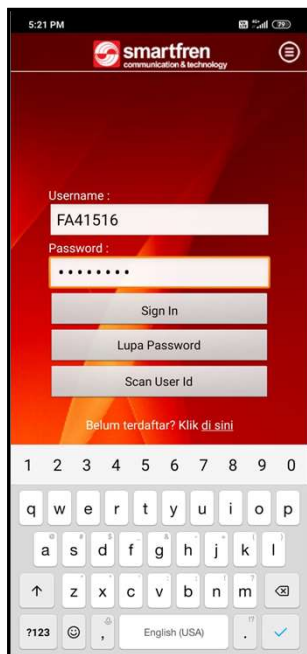 5:21 PM
79
smartfren
communication & technology
Username :
FA41516
Password :
••••••••
Sign In
Lupa Password
Scan User Id
Belum terdaftar? Klik di sini
1 2 3 4 5 6 7 8 9 0
q w e r t y u i o p
a s d f g h j k l
z x c v b n m
?123 , English (USA) .